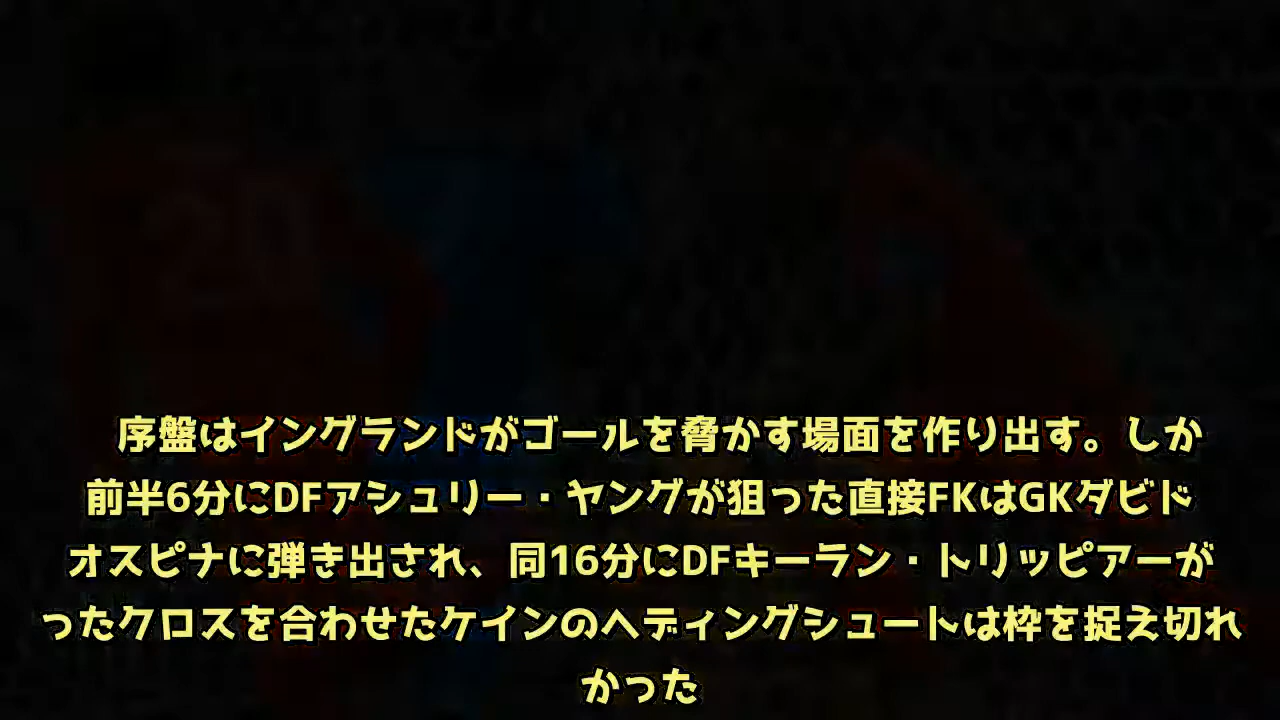 序盤はイングランドがゴールを脅かす場面を作り出す。しか
前半6分にDFアシュリー・ヤングが狙った直接FKはGKダビド
オスピナに弾き出され、同16分にDFキーラン・トリッピアーが
ったクロスを合わせたケインのヘディングシュートは枠を捉え切れ
かった